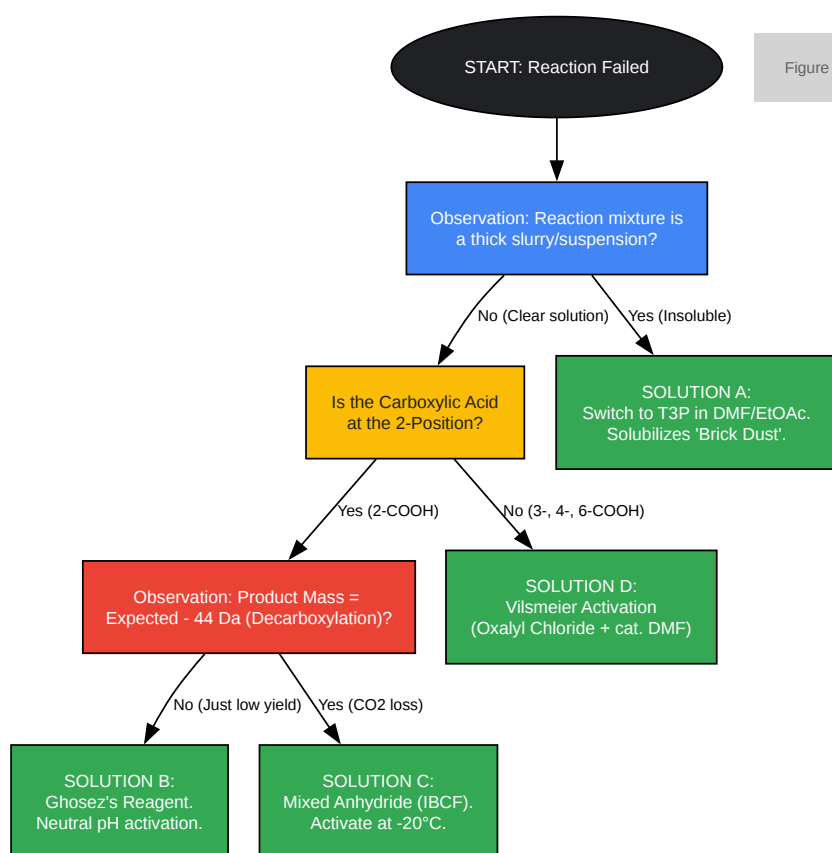 START: Reaction Failed
Figure
Observation: Reaction mixture is
a thick slurry/suspension?
No (Clear solution)
Yes (Insoluble)
Is the Carboxylic Acid
at the 2-Position?
SOLUTION A:
Switch to T3P in DMF/EtOAc.
Solubilizes 'Brick Dust'.
Yes (2-COOH)
No (3-, 4-, 6-COOH)
Observation: Product Mass =
Expected - 44 Da (Decarboxylation)?
SOLUTION D:
Vilsmeier Activation
(Oxalyl Chloride + cat. DMF)
No (Just low yield)
Yes (CO2 loss)
SOLUTION B:
Ghosez's Reagent.
Neutral pH activation.
SOLUTION C:
Mixed Anhydride (IBCF).
Activate at -20°C.